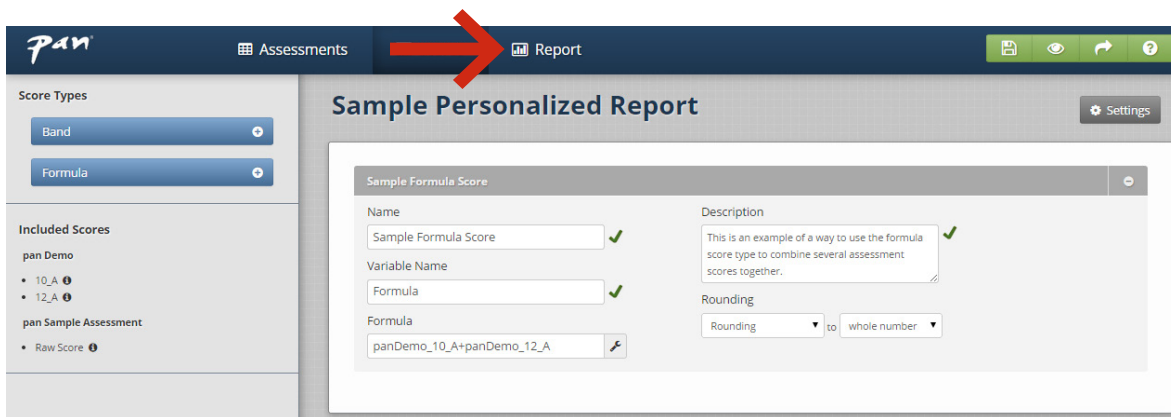 pan
Assessments
Report
Score Types
Band
Formula
Included Scores
pan Demo
10_A
12_A
pan Sample Assessment
Raw Score
Sample Personalized Report
Settings
Sample Formula Score
Name
Sample Formula Score
Variable Name
Formula
Formula
panDemo_10_A+panDemo_12_A
Description
This is an example of a way to use the formula
score type to combine several assessment
scores together.
Rounding
Rounding to whole number